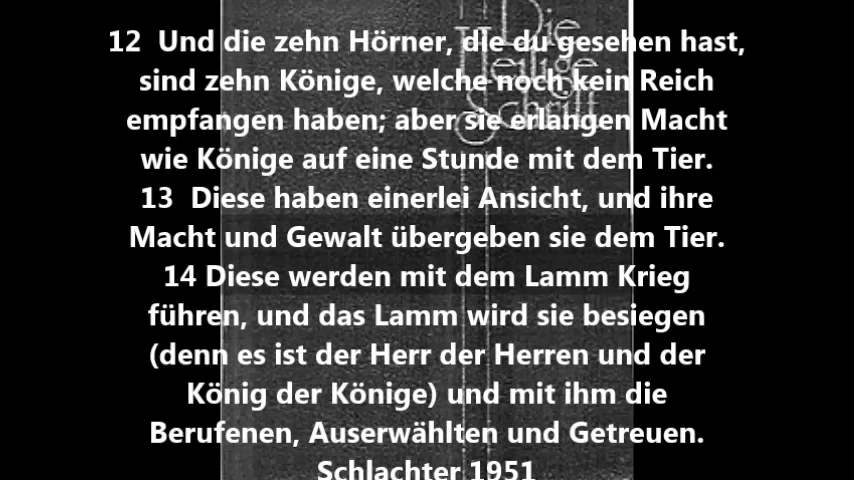 Die
Heilige
Schrift
12 Und die zehn Hörner, die du gesehen hast,
sind zehn Könige, welche noch kein Reich
empfangen haben; aber sie erlangen Macht
wie Könige auf eine Stunde mit dem Tier.
13 Diese haben einerlei Ansicht, und ihre
Macht und Gewalt übergeben sie dem Tier.
14 Diese werden mit dem Lamm Krieg
führen, und das Lamm wird sie besiegen
(denn es ist der Herr der Herren und der
König der Könige) und mit ihm die
Berufenen, Auserwählten und Getreuen.
Schlachter 1951